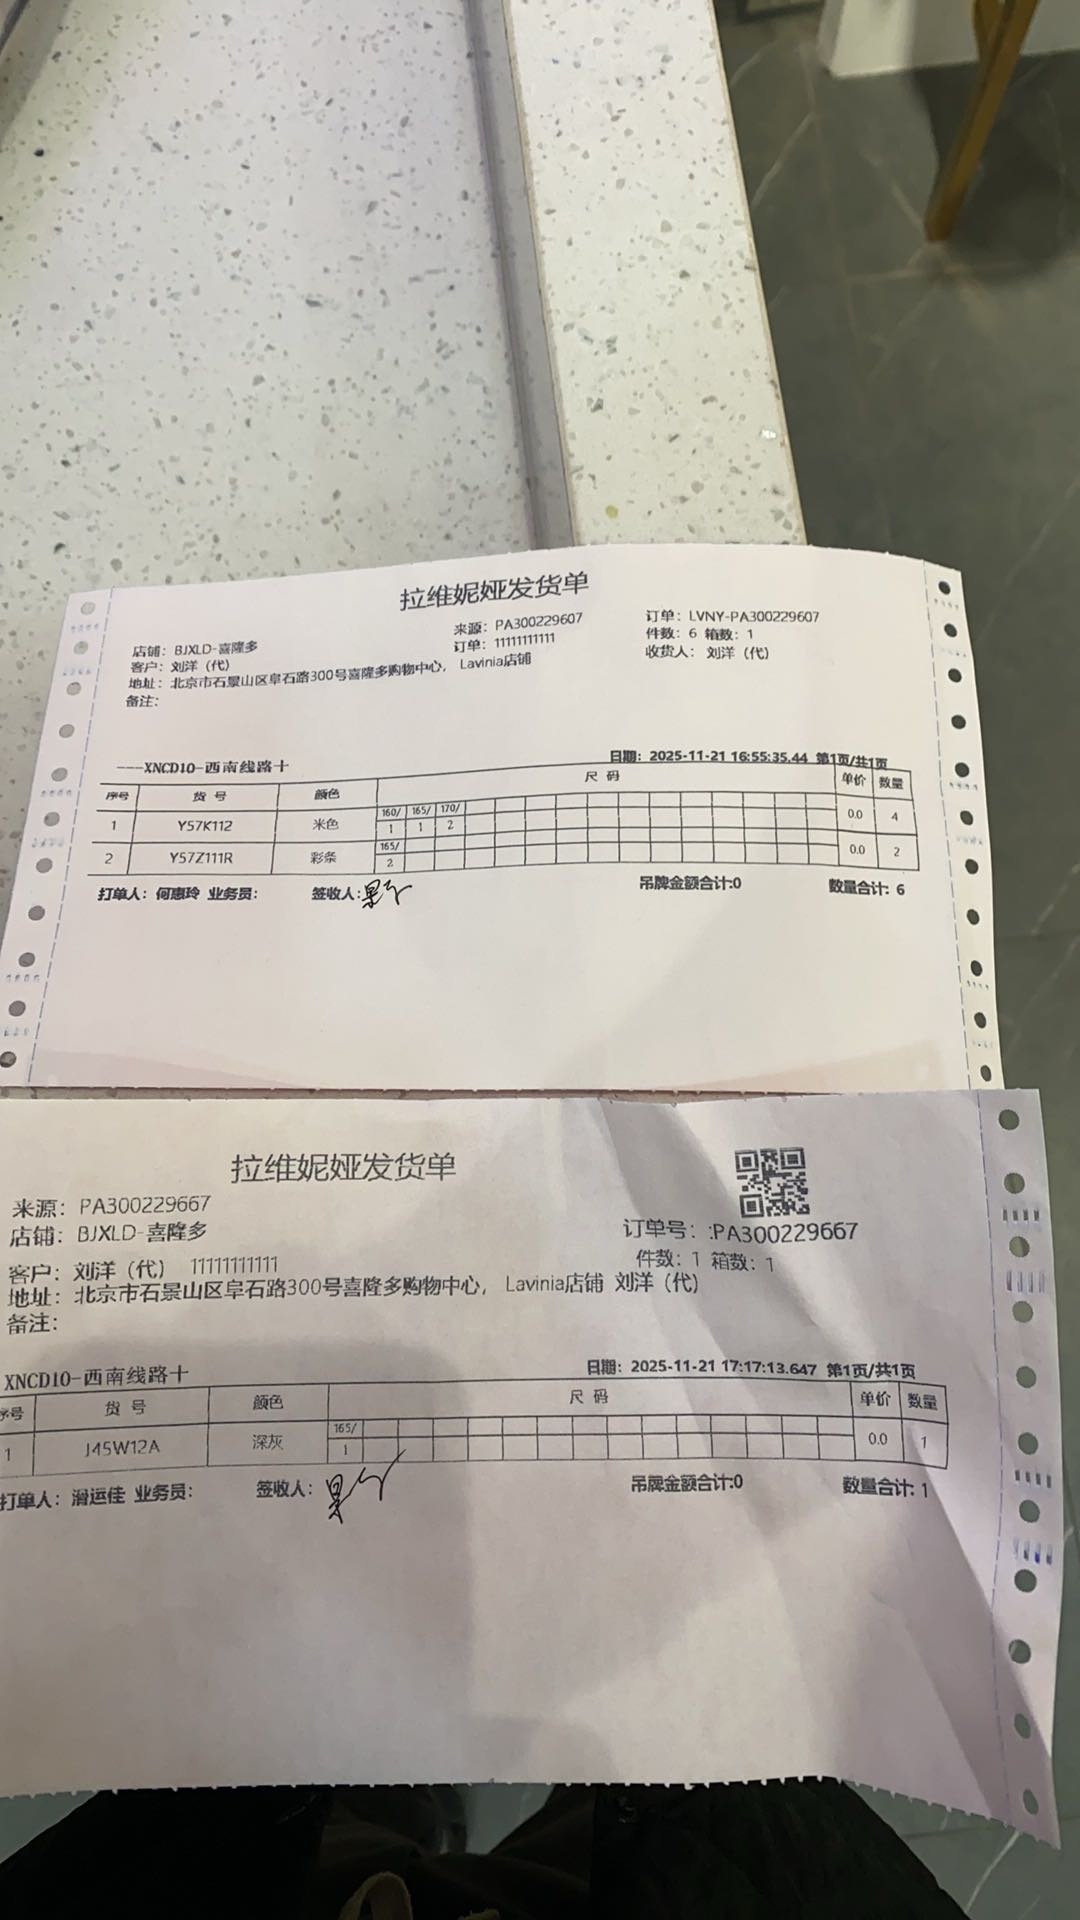 拉维妮娅发货单
来源：PA300229607
订单：LVNY-PA300229607
店铺：BJXLD-喜隆多
订单：11111111111
件数：6 箱数：1
客户：刘洋（代）
收货人：刘洋（代）
地址：北京市石景山区阜石路300号喜隆多购物中心， Lavinia店铺
备注：
---XNCD10-西南线路十
日期：2025-11-21 16:55:35.44 第1页/共1页
序号 货号 颜色 尺码 单价 数量
160/ 165/ 170/
1 Y57K112 米色 1 1 2 0.0 4
165/
2 Y57Z111R 彩条 2 0.0 2
打单人：何惠玲 业务员： 签收人： 吊牌金额合计:0 数量合计：6
拉维妮娅发货单
来源：PA300229667
店铺：BJXLD-喜隆多
订单号：:PA300229667
件数：1 箱数：1
客户：刘洋（代） 11111111111
地址：北京市石景山区阜石路300号喜隆多购物中心， Lavinia店铺 刘洋（代）
备注：
XNCD10-西南线路十
日期：2025-11-21 17:17:13.647 第1页/共1页
序号 货号 颜色 尺码 单价 数量
165/
1 J45W12A 深灰 1 0.0 1
打单人：滑运佳 业务员： 签收人： 吊牌金额合计:0 数量合计：1